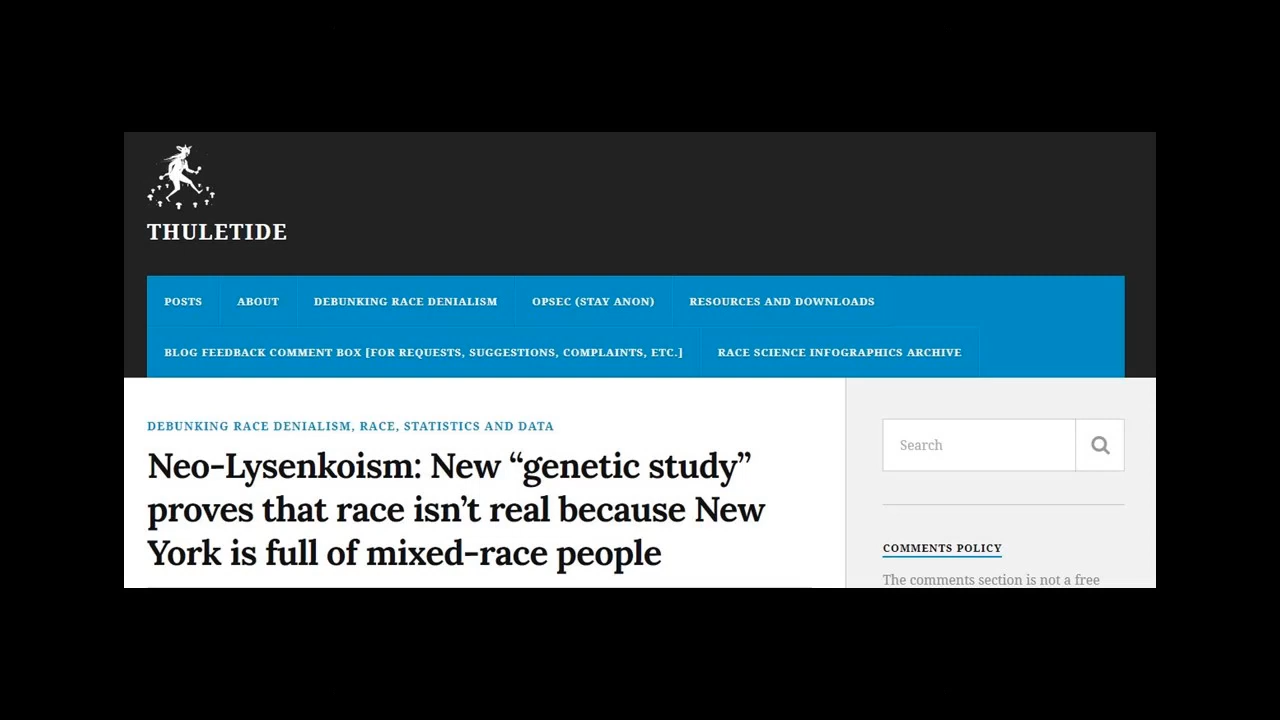 THULETIDE
POSTS ABOUT DEBUNKING RACE DENIALISM OPSEC (STAY ANON) RESOURCES AND DOWNLOADS
BLOG FEEDBACK COMMENT BOX [FOR REQUESTS, SUGGESTIONS, COMPLAINTS, ETC.] RACE SCIENCE INFOGRAPHICS ARCHIVE
DEBUNKING RACE DENIALISM, RACE, STATISTICS AND DATA
Neo-Lysenkoism: New “genetic study”
proves that race isn’t real because New
York is full of mixed-race people
Search
COMMENTS POLICY
The comments section is not a free